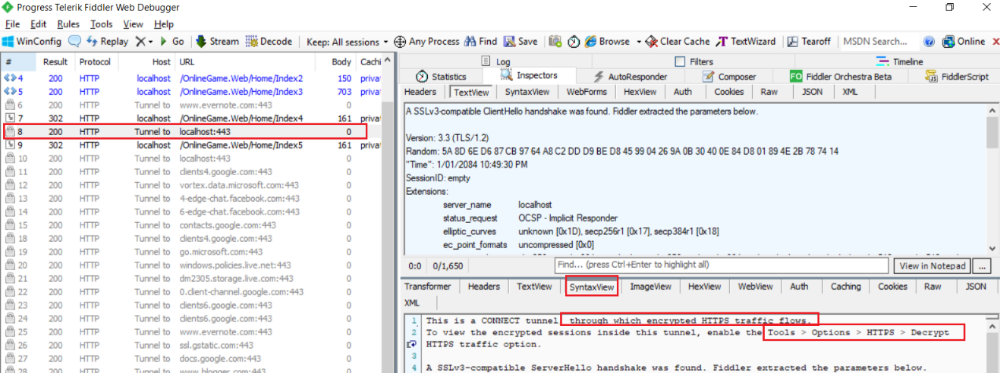 Progress Telerik Fiddler Web Debugger
File Edit Rules Tools View Help
WinConfig Replay X Go Stream Decode Keep: All sessions Any Process Find Save Browse Clear Cache TextWizard Tearoff MSDN Search... Online X
# Result Protocol Host URL Body Cachi
4 200 HTTP localhost /OnlineGame.Web/Home/Index2 150 privat
5 200 HTTP localhost /OnlineGame.Web/Home/Index3 703 privat
6 200 HTTP Tunnel to www.evernote.com:443 0
7 302 HTTP localhost /OnlineGame.Web/Home/Index4 161 privat
8 200 HTTP Tunnel to localhost:443 0
9 302 HTTP localhost /OnlineGame.Web/Home/Index5 161 privat
10 200 HTTP Tunnel to localhost:443 0
11 200 HTTP Tunnel to clients4.google.com:443 0
12 200 HTTP Tunnel to vortex.data.microsoft.com:443 0
13 200 HTTP Tunnel to 4-edge-chat.facebook.com:443 0
14 200 HTTP Tunnel to 6-edge-chat.facebook.com:443 0
15 200 HTTP Tunnel to contacts.google.com:443 0
18 200 HTTP Tunnel to clients4.google.com:443 0
19 200 HTTP Tunnel to go.microsoft.com:443 0
20 200 HTTP Tunnel to windows.policies.live.net:443 0
21 200 HTTP Tunnel to dm2305.storage.live.com:443 0
22 200 HTTP Tunnel to 0.client-channel.google.com:443 0
23 200 HTTP Tunnel to clients6.google.com:443 0
24 200 HTTP Tunnel to clients6.google.com:443 0
25 200 HTTP Tunnel to www.evernote.com:443 0
26 200 HTTP Tunnel to ssl.gstatic.com:443 0
27 200 HTTP Tunnel to docs.google.com:443 0
28 200 HTTP Tunnel to www.blogger.com:443 0
Log Filters Timeline
Statistics Inspectors AutoResponder Composer FO Fiddler Orchestra Beta FiddlerScript
Headers TextView SyntaxView WebForms HexView Auth Cookies Raw JSON XML
A SSLv3-compatible ClientHello handshake was found. Fiddler extracted the parameters below.
Version: 3.3 (TLS/1.2)
Random: 5A 8D 6E D6 87 CB 97 64 A8 C2 DD D9 BE D8 45 99 04 26 9A 0B 30 40 0E 84 D8 01 89 4E 2B 78 74 14
"Time": 1/01/2084 10:49:30 PM
SessionID: empty
Extensions:
server_name localhost
status_request OCSP - Implicit Responder
elliptic_curves unknown [0x1D), secp256r1 [0x17], secp384r1 [0x18]
ec_point_formats uncompressed [0x0]
0:0 0/1,650 Find... (press Ctrl+Enter to highlight all) View in Notepad ...
Transformer Headers TextView SyntaxView ImageView HexView WebView Auth Caching Cookies Raw JSON
XML
1 This is a CONNECT tunnel, through which encrypted HTTPS traffic flows.
2 To view the encrypted sessions inside this tunnel, enable the Tools > Options > HTTPS > Decrypt
HTTPS traffic option.
3
4 A SSLv3-compatible ServerHello handshake was found. Fiddler extracted the parameters below.